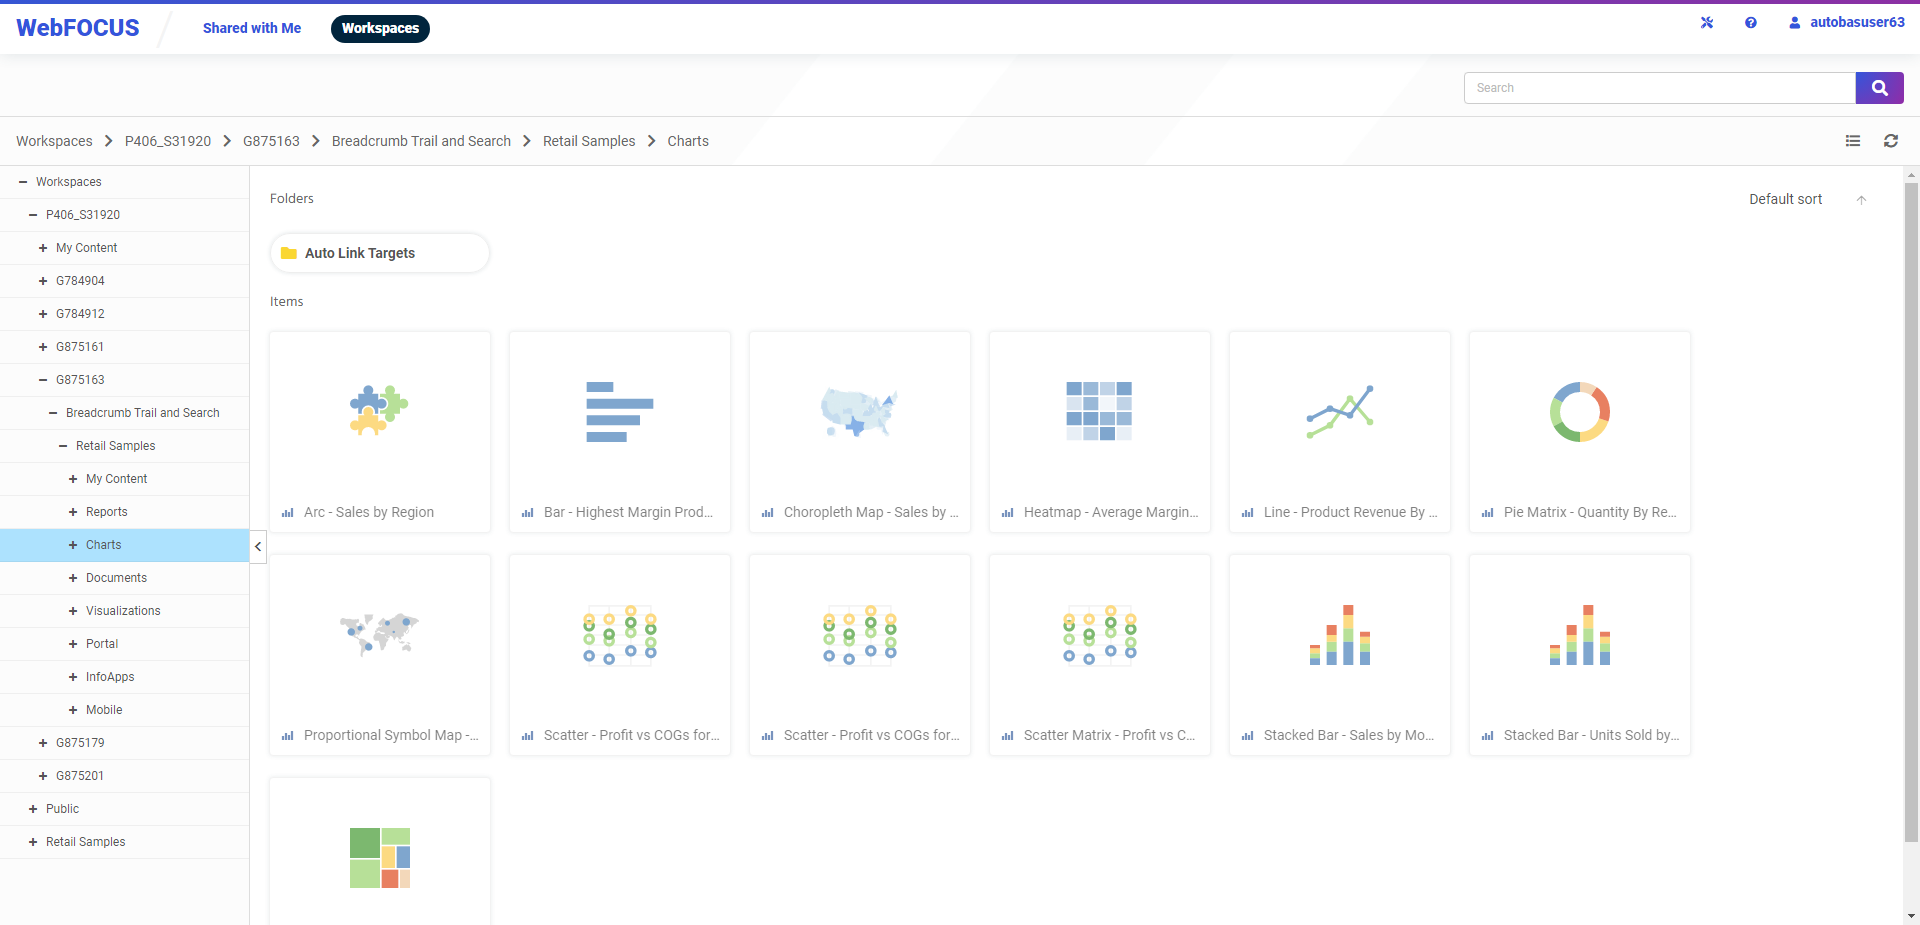 WebFOCUS
Shared with Me
Workspaces
autobasuser63
Search
Workspaces
P406_S31920
G875163
Breadcrumb Trail and Search
Retail Samples
Charts
Workspaces
P406_S31920
My Content
G784904
G784912
G875161
G875163
Breadcrumb Trail and Search
Retail Samples
My Content
Reports
Charts
Documents
Visualizations
Portal
InfoApps
Mobile
G875179
G875201
Public
Retail Samples
Folders
Default sort
Auto Link Targets
Items
Arc - Sales by Region
Bar - Highest Margin Prod...
Choropleth Map - Sales by ...
Heatmap - Average Margin...
Line - Product Revenue By ...
Pie Matrix - Quantity By Re...
Proportional Symbol Map -...
Scatter - Profit vs COGs for...
Scatter - Profit vs COGs for...
Scatter Matrix - Profit vs C...
Stacked Bar - Sales by Mo...
Stacked Bar - Units Sold by...